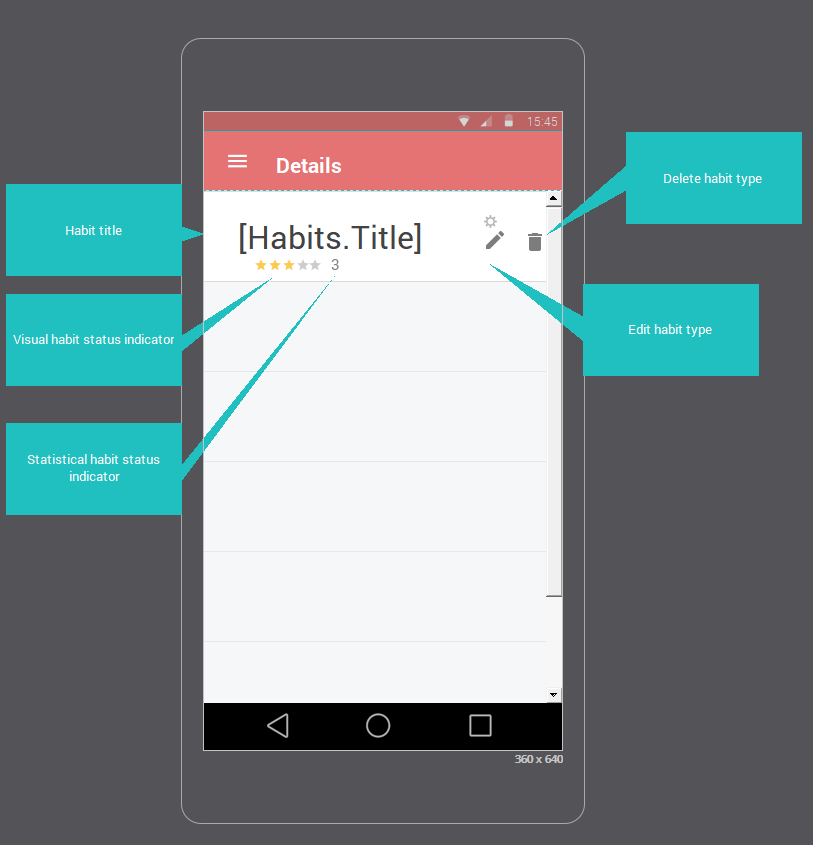 15:45
Details
Delete habit type
Habit title
[Habits.Title]
3
Visual habit status indicator
Edit habit type
Statistical habit status
indicator
360 x 640